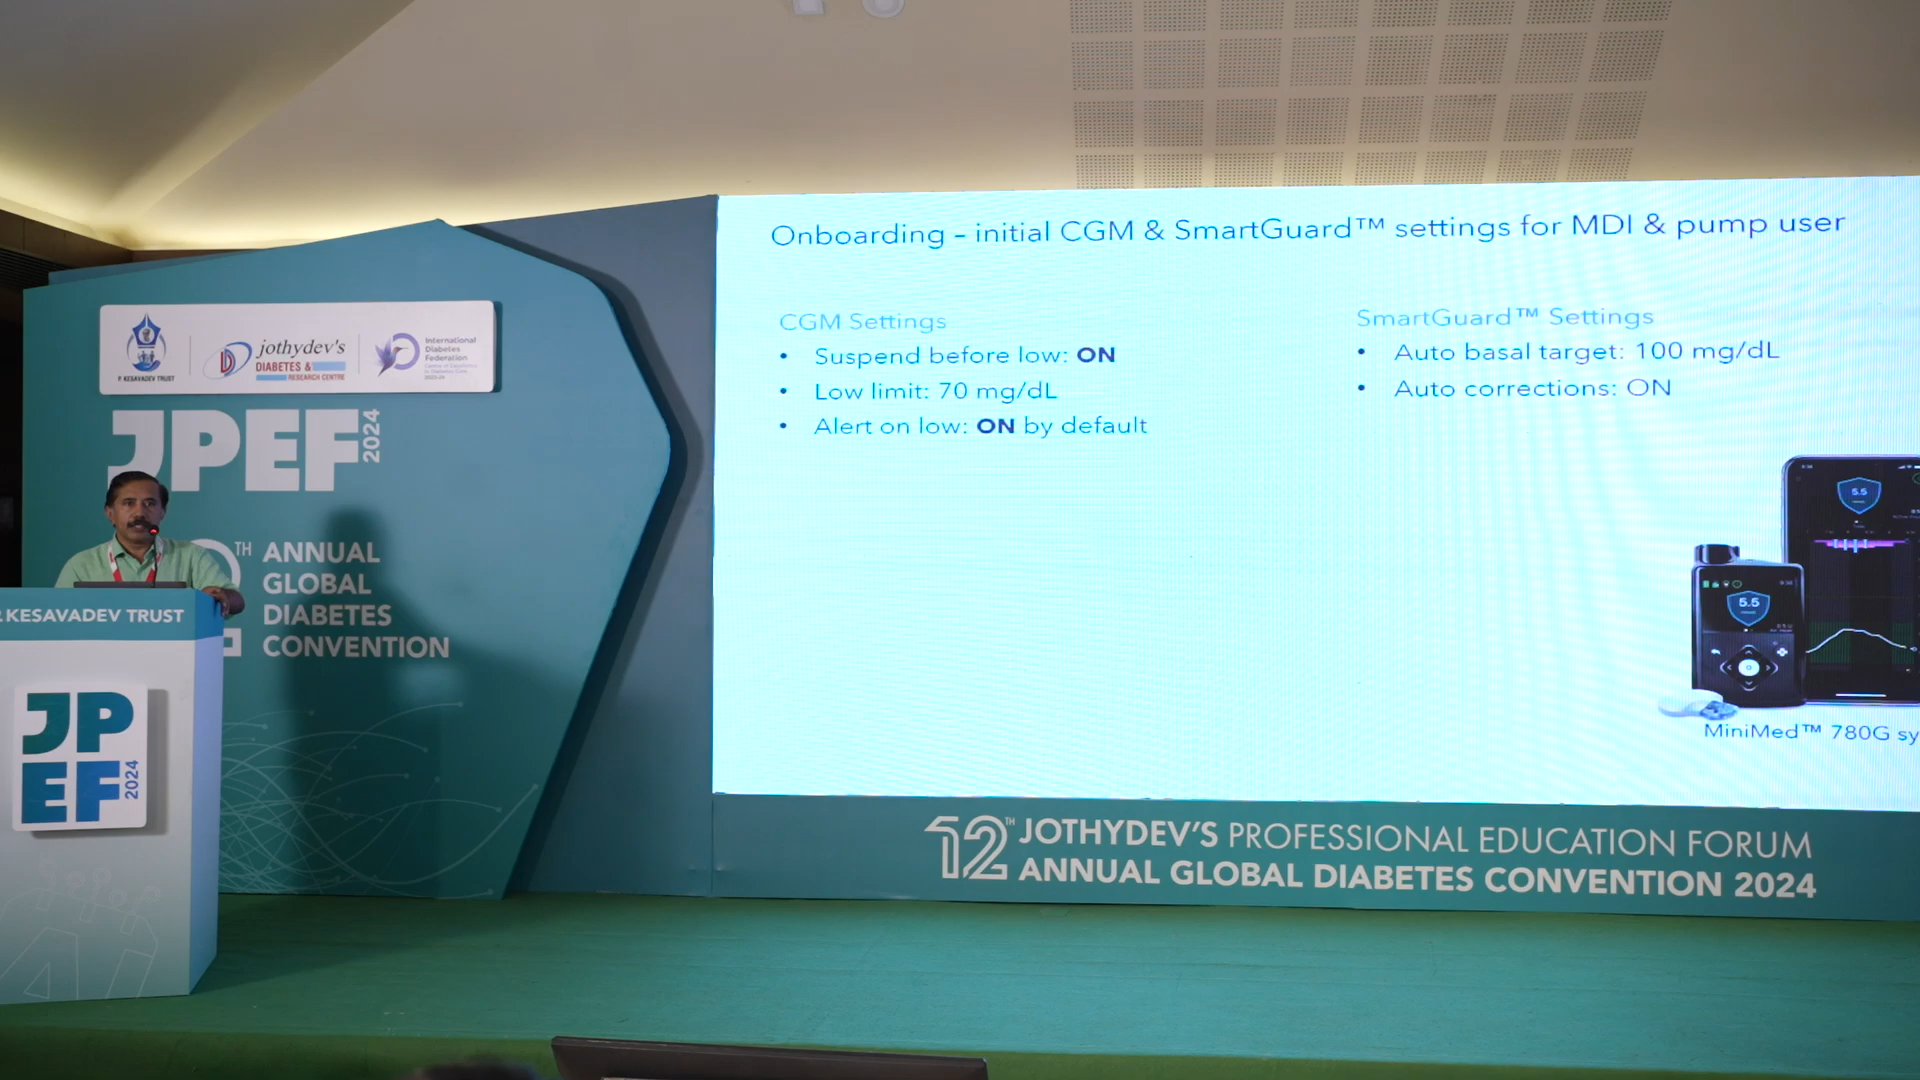 P. KESAVADEV TRUST
jothydev's
DIABETES &
RESEARCH CENTRE
International
Diabetes
Federation
JPEF 2024
TH ANNUAL
GLOBAL
DIABETES
CONVENTION
P. KESAVADEV TRUST
JP
EF 2024
Onboarding – initial CGM & SmartGuard™ settings for MDI & pump user
CGM Settings
• Suspend before low: ON
• Low limit: 70 mg/dL
• Alert on low: ON by default
SmartGuard™ Settings
• Auto basal target: 100 mg/dL
• Auto corrections: ON
5.5
5.5
MiniMed™ 780G sy
12TH JOTHYDEV'S PROFESSIONAL EDUCATION FORUM
ANNUAL GLOBAL DIABETES CONVENTION 2024